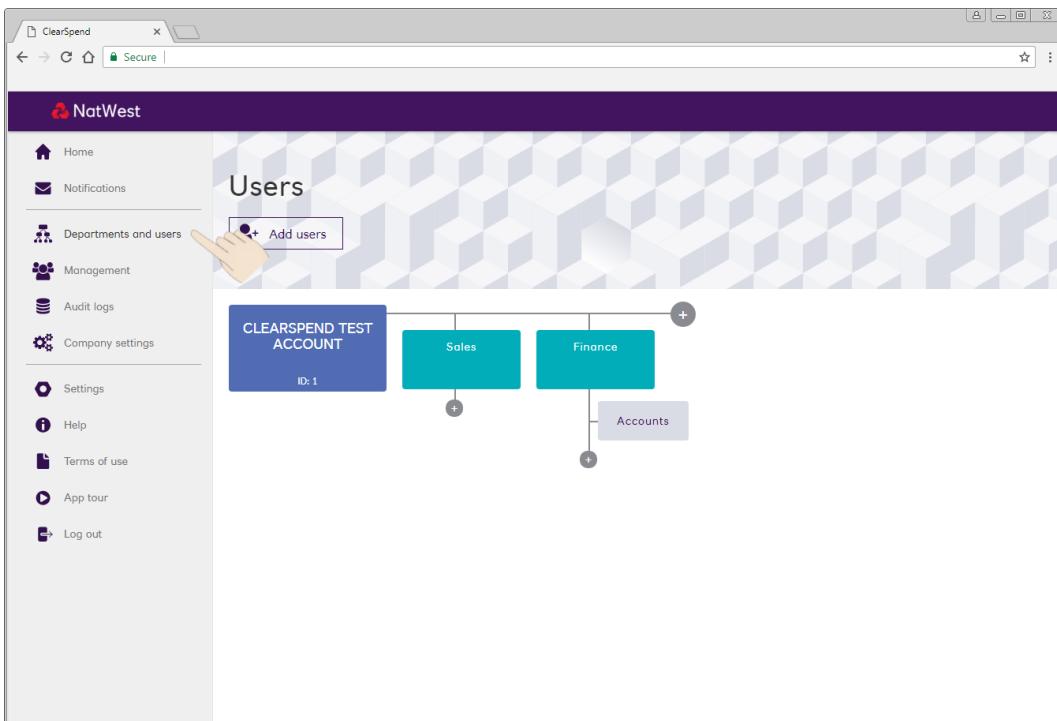 ClearSpend
Secure
NatWest
Home
Notifications
Departments and users
Management
Audit logs
Company settings
Settings
Help
Terms of use
App tour
Log out
Users
Add users
CLEARSPEND TEST
ACCOUNT
ID: 1
Sales
Finance
Accounts